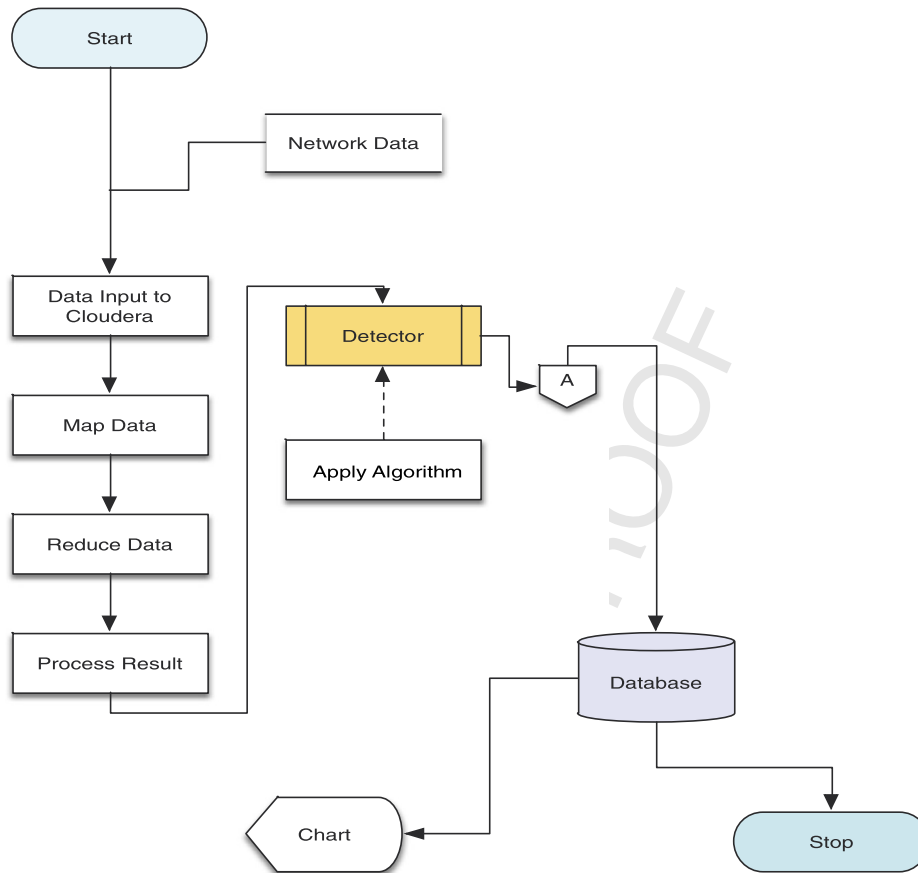 Start
Network Data
Data Input to
Cloudera
Detector
A
Map Data
Apply Algorithm
Reduce Data
Process Result
Database
Chart
Stop